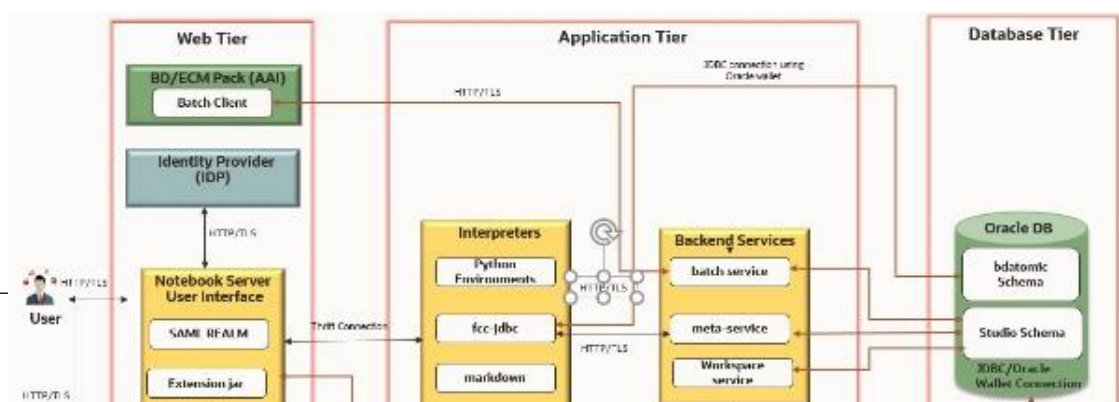 Web Tier
Application Tier
Database Tier
BD/ECM Pack (AAI)
Batch Client
HTTP/TLS
JDBC connection using
Oracle wallet
Identity Provider
(IDP)
HTTP/TLS
Interpreters
Python
Environments
fcc-jdbc
markdown
HTTP/TLS
HTTP/TLS
Backend Services
batch service
meta-service
Workspace
service
Oracle DB
bdatomic
Schema
Studio Schema
JDBC/Oracle
Wallet Connection
User
HTTP/TLS
Notebook Server
User Interface
SAML REALM
Extension jar
Thrift Connection
HTTP/TLS